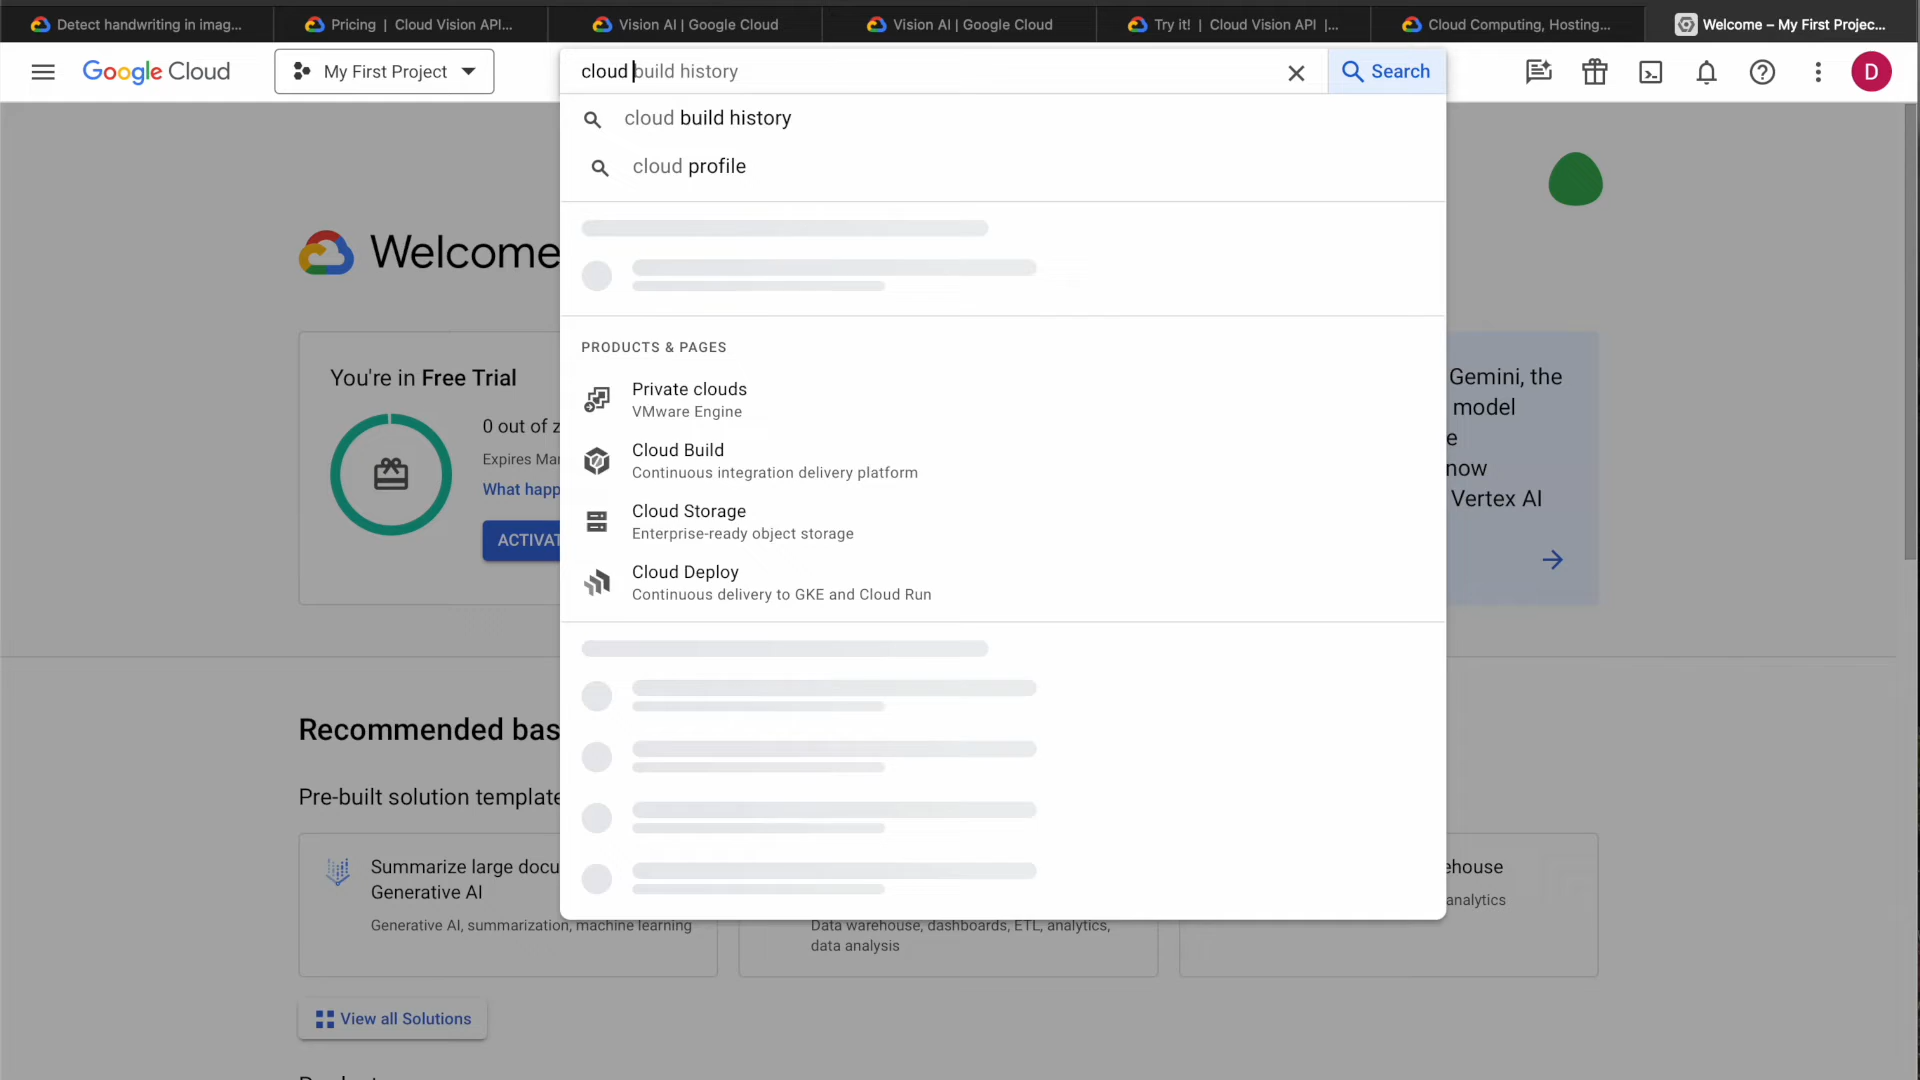 Detect handwriting in imag...
Pricing | Cloud Vision API...
Vision AI | Google Cloud
Vision AI | Google Cloud
Try it! | Cloud Vision API |...
Cloud Computing, Hosting...
Welcome – My First Projec...
Google Cloud
My First Project
cloud build history
Search
D
cloud build history
cloud profile
Welcome
PRODUCTS & PAGES
Private clouds
VMware Engine
Cloud Build
Continuous integration delivery platform
Cloud Storage
Enterprise-ready object storage
Cloud Deploy
Continuous delivery to GKE and Cloud Run
You're in Free Trial
0 out of z
Expires Mar
What happ
ACTIVAT
Gemini, the
model
e
now
Vertex AI
Recommended bas
Pre-built solution template
Summarize large docu
Generative AI
Generative AI, summarization, machine learning
Data warehouse, dashboards, ETL, analytics,
data analysis
ehouse
analytics
View all Solutions